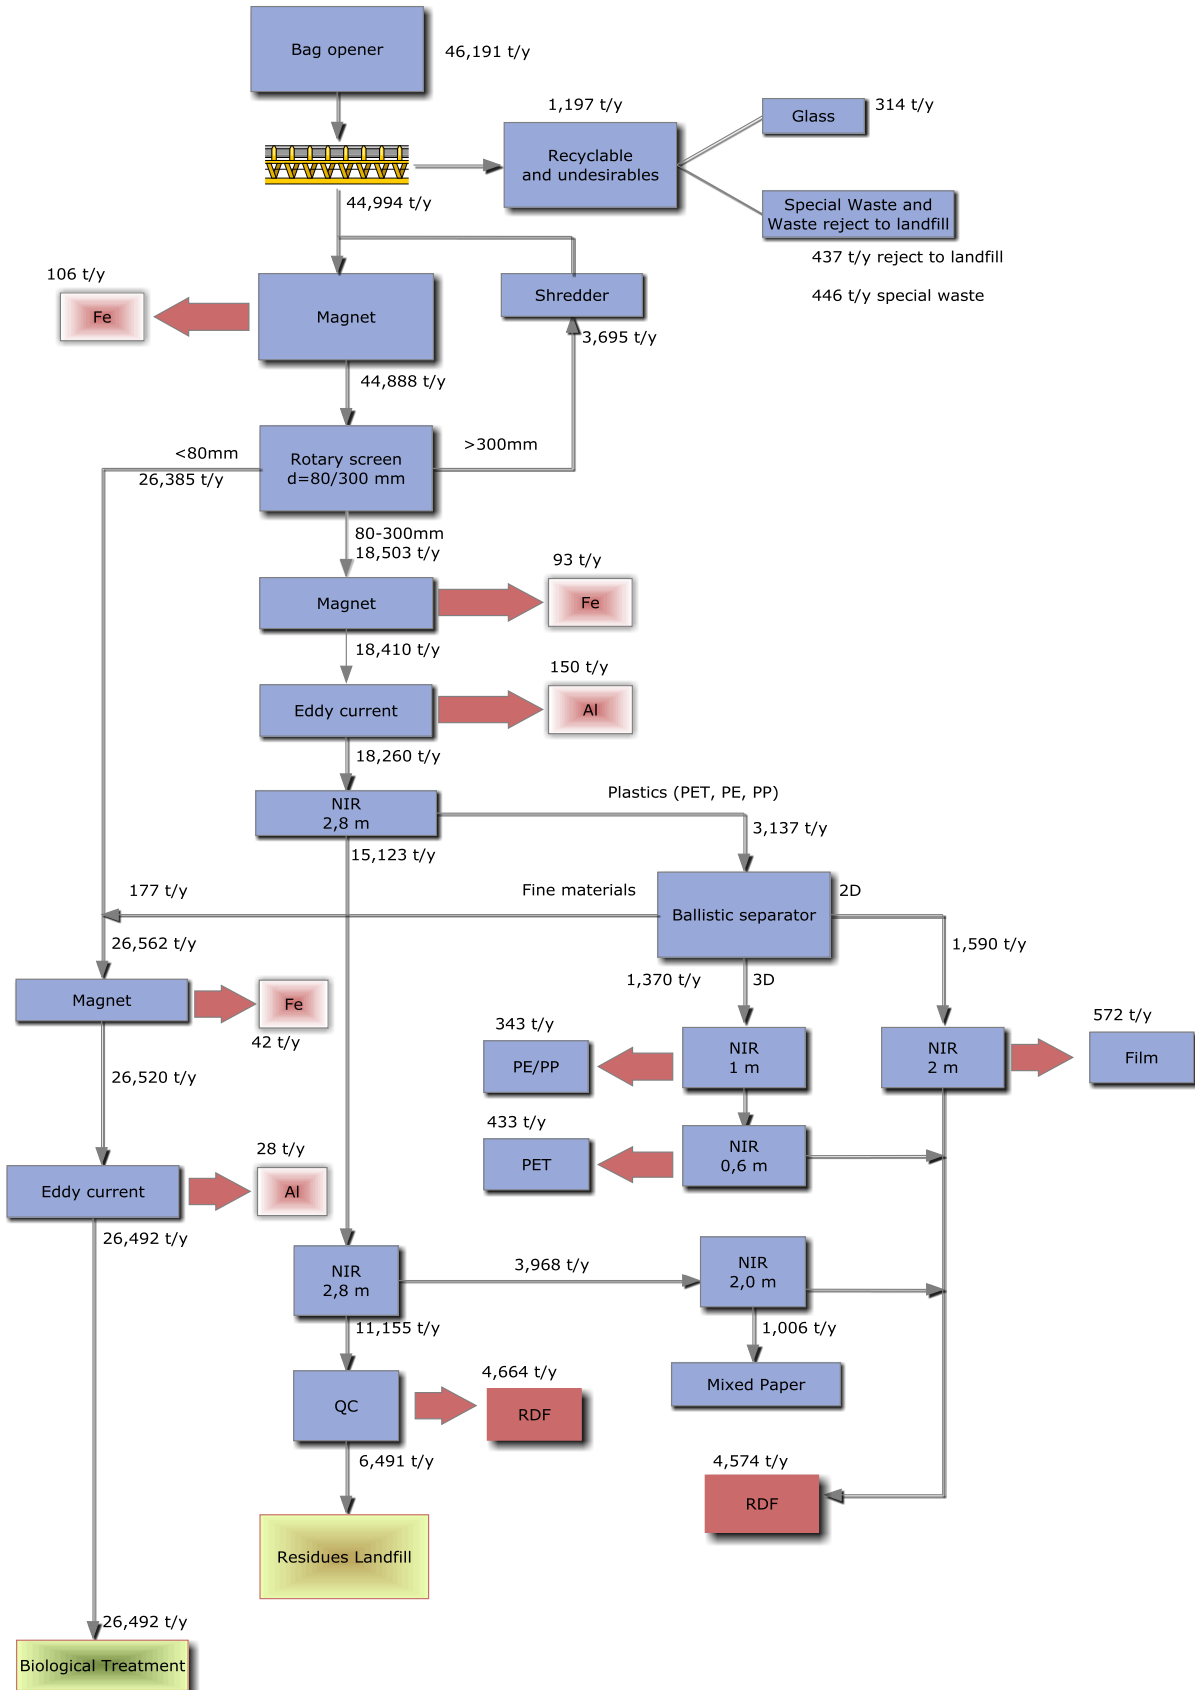 Bag opener
46,191 t/y
1,197 t/y
Glass
314 t/y
Recyclable
and undesirables
Special Waste and
Waste reject to landfill
44,994 t/y
437 t/y reject to landfill
446 t/y special waste
106 t/y
Fe
Magnet
Shredder
3,695 t/y
44,888 t/y
<80mm
26,385 t/y
Rotary screen
d=80/300 mm
>300mm
80-300mm
18,503 t/y
93 t/y
Magnet
Fe
18,410 t/y
150 t/y
Eddy current
Al
18,260 t/y
NIR
2,8 m
Plastics (PET, PE, PP)
3,137 t/y
15,123 t/y
177 t/y
Fine materials
Ballistic separator
2D
26,562 t/y
1,590 t/y
1,370 t/y
3D
Magnet
Fe
42 t/y
343 t/y
PE/PP
NIR
1 m
NIR
2 m
572 t/y
Film
26,520 t/y
433 t/y
PET
NIR
0,6 m
28 t/y
Eddy current
Al
26,492 t/y
NIR
2,8 m
3,968 t/y
NIR
2,0 m
11,155 t/y
1,006 t/y
QC
4,664 t/y
RDF
Mixed Paper
6,491 t/y
4,574 t/y
RDF
Residues Landfill
26,492 t/y
Biological Treatment